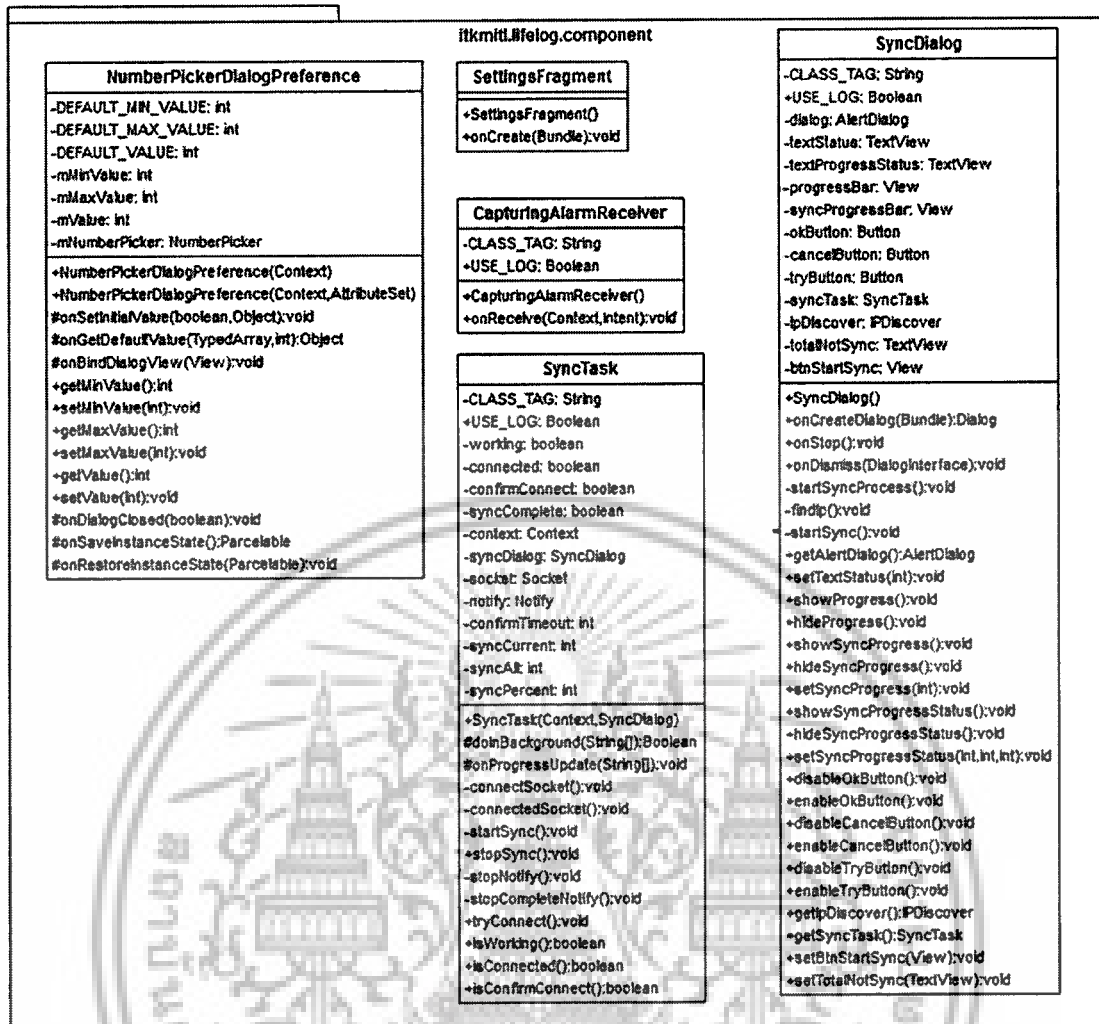 itkmitl.lifelog.component
NumberPickerDialogPreference
-DEFAULT_MIN_VALUE: int
-DEFAULT_MAX_VALUE: int
-DEFAULT_VALUE: int
-mMinValue: int
-mMaxValue: int
-mValue: int
-mNumberPicker: NumberPicker
+NumberPickerDialogPreference(Context)
+NumberPickerDialogPreference(Context,AttributeSet)
#onSetInitialValue(boolean,Object):void
#onGetDefaultValue(TypedArray,int):Object
#onBindDialogView(View):void
+getMinValue():int
+setMinValue(int):void
+getMaxValue():int
+setMaxValue(int):void
+getValue():int
+setValue(int):void
#onDialogClosed(boolean):void
#onSaveInstanceState():Parcelable
#onRestoreInstanceState(Parcelable):void
SettingsFragment
+SettingsFragment()
+onCreate(Bundle):void
CapturingAlarmReceiver
-CLASS_TAG: String
+USE_LOG: Boolean
+CapturingAlarmReceiver()
+onReceive(Context,Intent):void
SyncTask
-CLASS_TAG: String
+USE_LOG: Boolean
-working: boolean
-connected: boolean
-confirmConnect: boolean
-syncComplete: boolean
-context: Context
-syncDialog: SyncDialog
-socket: Socket
-notify: Notify
-confirmTimeout: int
-syncCurrent: int
-syncAll: int
-syncPercent: int
+SyncTask(Context,SyncDialog)
#doInBackground(String[]):Boolean
#onProgressUpdate(String[]):void
-connectSocket():void
-connectedSocket():void
-startSync():void
+stopSync():void
-stopNotify():void
-stopCompleteNotify():void
+tryConnect():void
+isWorking():boolean
+isConnected():boolean
+isConfirmConnect():boolean
SyncDialog
-CLASS_TAG: String
+USE_LOG: Boolean
-dialog: AlertDialog
-textStatus: TextView
-textProgressStatus: TextView
-progressBar: View
-syncProgressBar: View
-okButton: Button
-cancelButton: Button
-tryButton: Button
-syncTask: SyncTask
-ipDiscover: IPDiscover
-totalNotSync: TextView
-btnStartSync: View
+SyncDialog()
+onCreateDialog(Bundle):Dialog
+onStop():void
+onDismiss(DialogInterface):void
-startSyncProcess():void
-findIp():void
-startSync():void
+getAlertDialog():AlertDialog
+setTextStatus(int):void
+showProgress():void
+hideProgress():void
+showSyncProgress():void
+hideSyncProgress():void
+setSyncProgress(int):void
+showSyncProgressStatus():void
+hideSyncProgressStatus():void
+setSyncProgressStatus(int,int,int):void
+disableOkButton():void
+enableOkButton():void
+disableCancelButton():void
+enableCancelButton():void
+disableTryButton():void
+enableTryButton():void
+getIpDiscover():IPDiscover
+getSyncTask():SyncTask
+setBtnStartSync(View):void
+setTotalNotSync(TextView):void